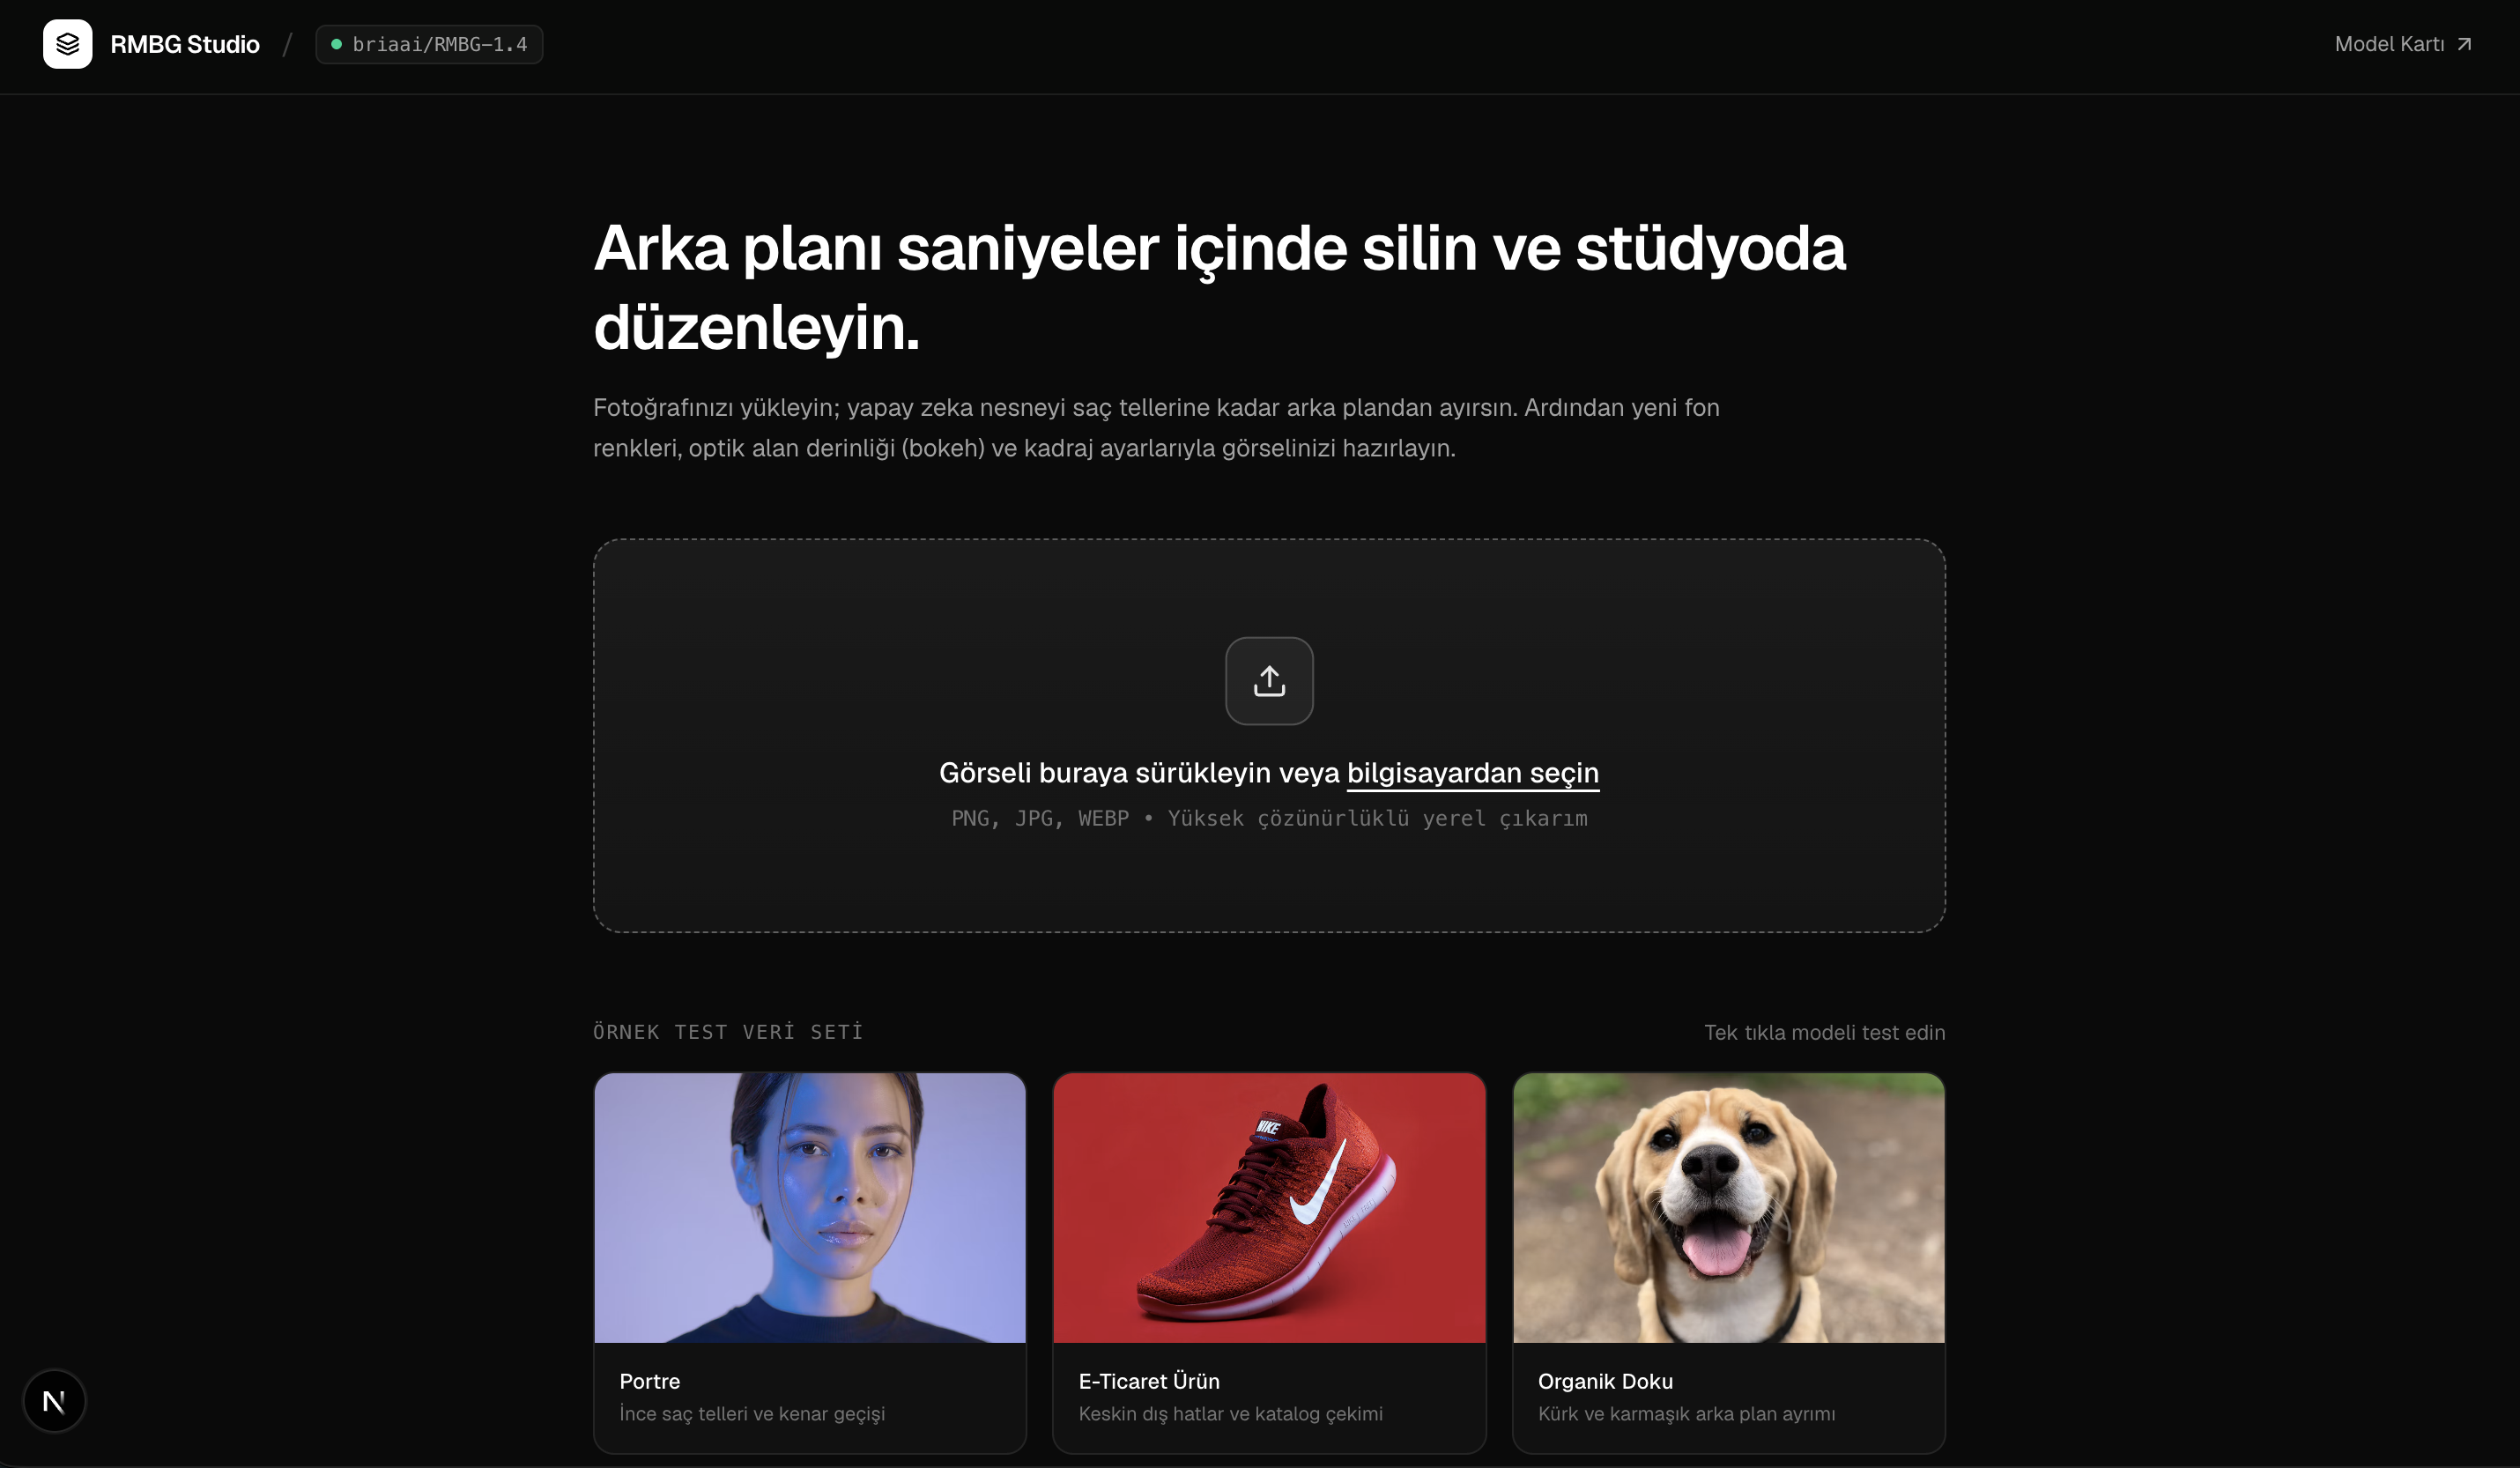 RMBG Studio / briaai/RMBG-1.4
Model Kartı
Arka planı saniyeler içinde silin ve stüdyoda
düzenleyin.
Fotoğrafınızı yükleyin; yapay zeka nesneyi saç tellerine kadar arka plandan ayırsın. Ardından yeni fon
renkleri, optik alan derinliği (bokeh) ve kadraj ayarlarıyla görselinizi hazırlayın.
Görseli buraya sürükleyin veya bilgisayardan seçin
PNG, JPG, WEBP • Yüksek çözünürlüklü yerel çıkarım
ÖRNEK TEST VERİ SETİ
Tek tıkla modeli test edin
NIKE
Portre
İnce saç telleri ve kenar geçişi
E-Ticaret Ürün
Keskin dış hatlar ve katalog çekimi
Organik Doku
Kürk ve karmaşık arka plan ayrımı
N